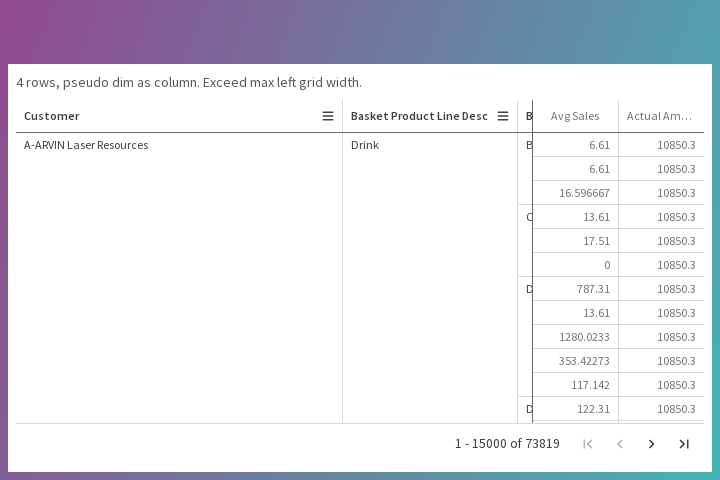 4 rows, pseudo dim as column. Exceed max left grid width.
Customer Basket Product Line Desc B Avg Sales Actual Am...
A-ARVIN Laser Resources Drink B 6.61 10850.3
6.61 10850.3
16.596667 10850.3
C 13.61 10850.3
17.51 10850.3
0 10850.3
D 787.31 10850.3
13.61 10850.3
1280.0233 10850.3
353.42273 10850.3
117.142 10850.3
D 122.31 10850.3
1 - 15000 of 73819